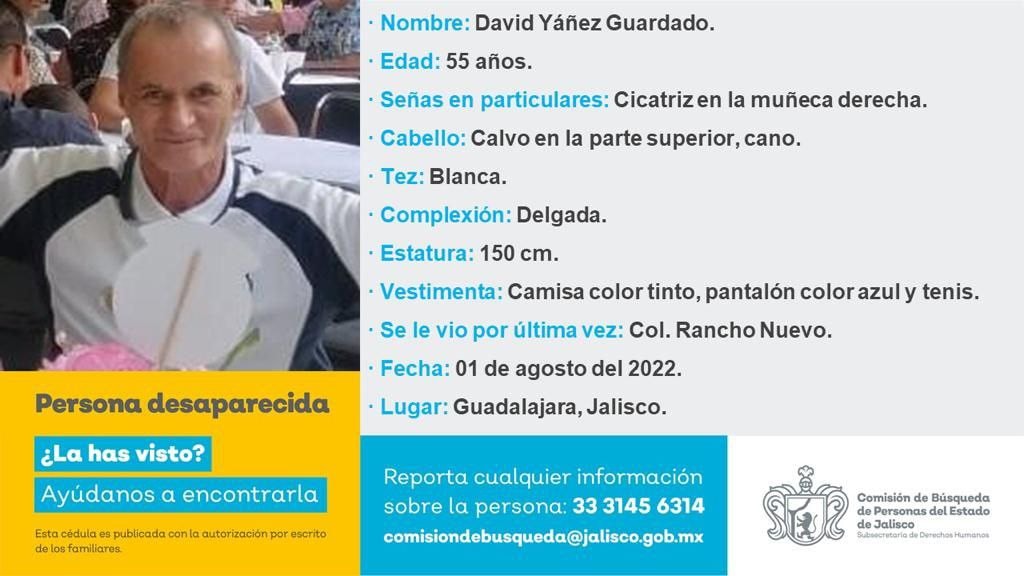 · Nombre: David Yáñez Guardado.
· Edad: 55 años.
· Señas en particulares: Cicatriz en la muñeca derecha.
· Cabello: Calvo en la parte superior, cano.
· Tez: Blanca.
· Complexión: Delgada.
· Estatura: 150 cm.
· Vestimenta: Camisa color tinto, pantalón color azul y tenis.
· Se le vio por última vez: Col. Rancho Nuevo.
· Fecha: 01 de agosto del 2022.
· Lugar: Guadalajara, Jalisco.
Persona desaparecida
¿La has visto?
Ayúdanos a encontrarla
Esta cédula es publicada con la autorización por escrito
de los familiares.
Reporta cualquier información
sobre la persona: 33 3145 6314
comisiondebusqueda@jalisco.gob.mx
Comisión de Búsqueda
de Personas del Estado
de Jalisco
Subsecretaría de Derechos Humanos